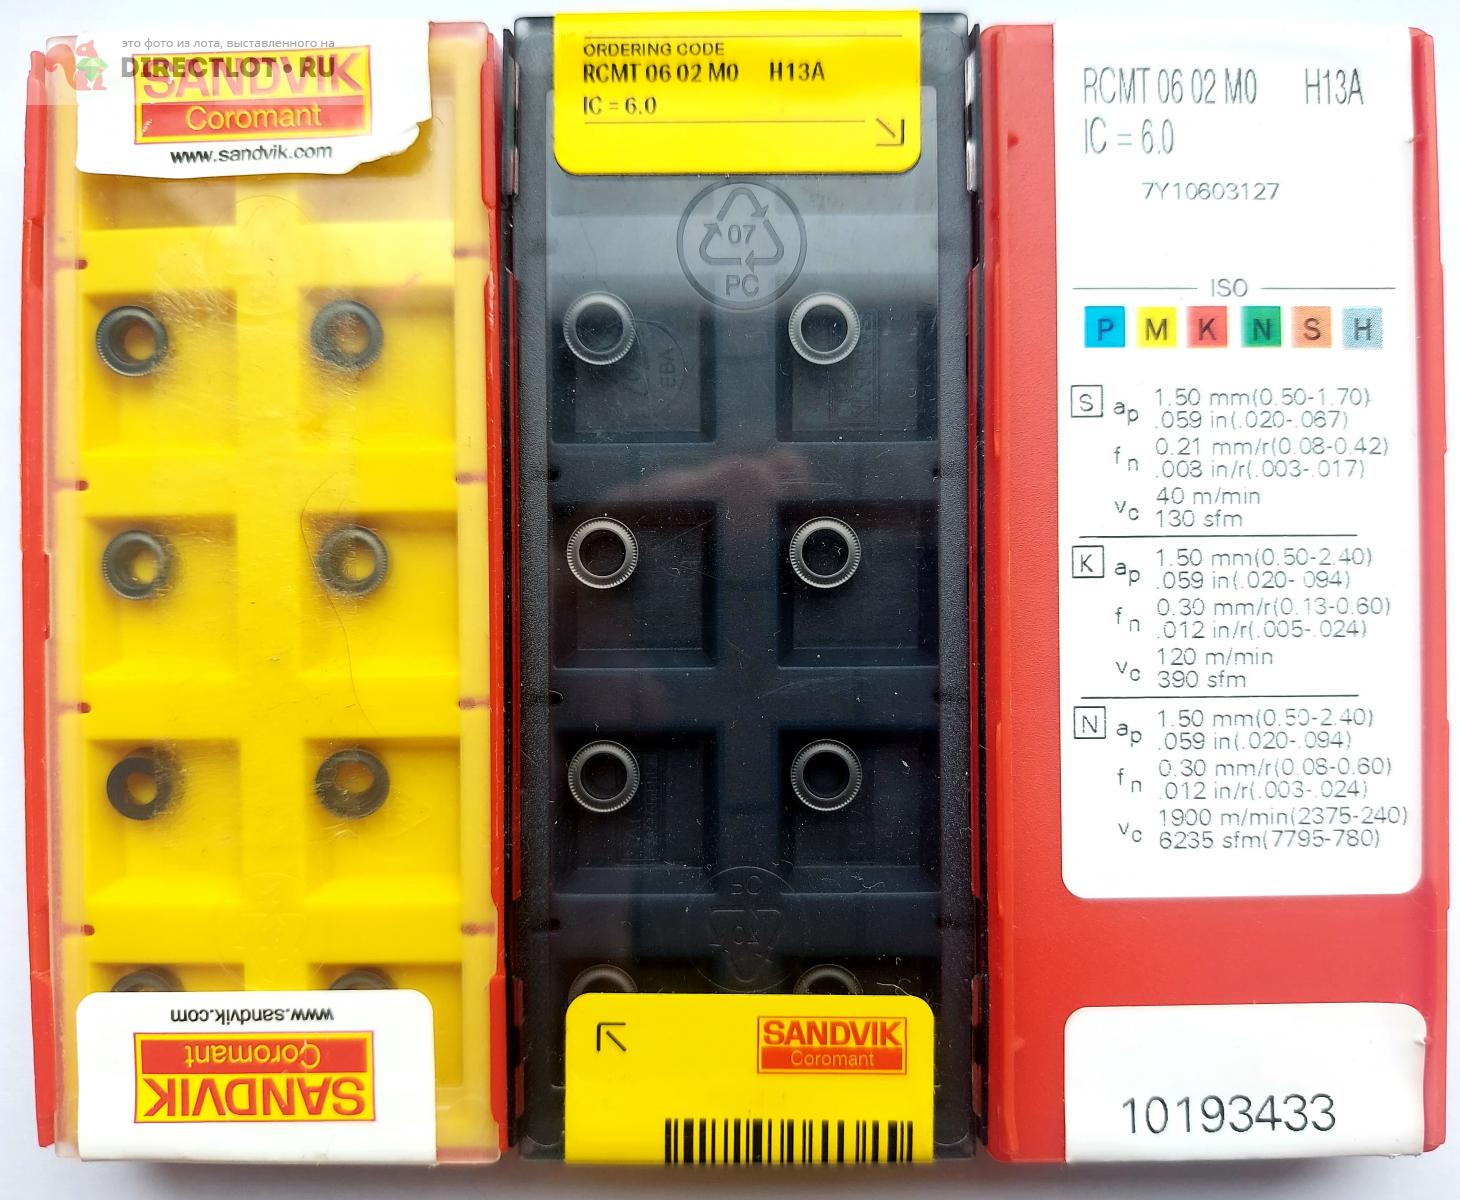 это фото из лота, выставленного на
DIRECTLOT • RU
SANDVIK
Coromant
www.sandvik.com
www.sandvik.com
Coromant
SANDVIK
ORDERING CODE
RCMT 06 02 M0 H13A
IC = 6.0
07
PC
PC
SANDVIK
Coromant
RCMT 06 02 M0 H13A
IC = 6.0
7Y10603127
ISO
P M K N S H
S ap 1.50 mm(0.50-1.70)
.059 in(.020-.067)
fn 0.21 mm/r(0.08-0.42)
.008 in/r(.003-.017)
vc 40 m/min
130 sfm
K ap 1.50 mm(0.50-2.40)
.059 in(.020-.094)
fn 0.30 mm/r(0.13-0.60)
.012 in/r(.005-.024)
vc 120 m/min
390 sfm
N ap 1.50 mm(0.50-2.40)
.059 in(.020-.094)
fn 0.30 mm/r(0.08-0.60)
.012 in/r(.003-.024)
vc 1900 m/min(2375-240)
6235 sfm(7795-780)
10193433